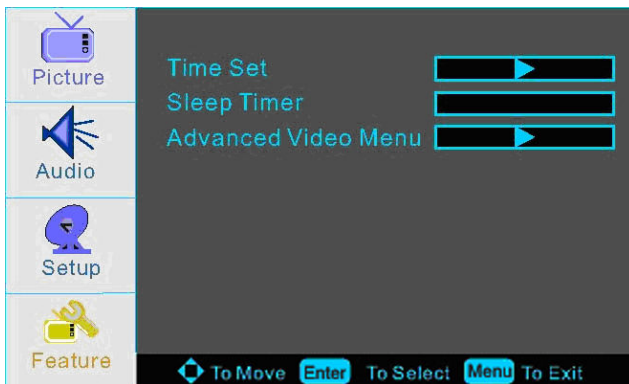 Picture
Audio
Setup
Feature
Time Set
Sleep Timer
Advanced Video Menu
To Move Enter To Select Menu To Exit